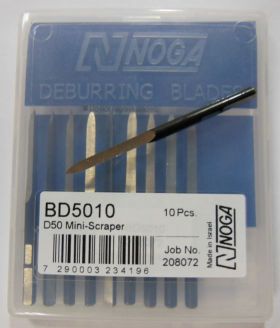 NOGA
DEBURRING BLADES
BD5010
10 Pcs.
D50 Mini-Scraper
Job No.
208072
7 290003 234196
Made in Israel
NOGA